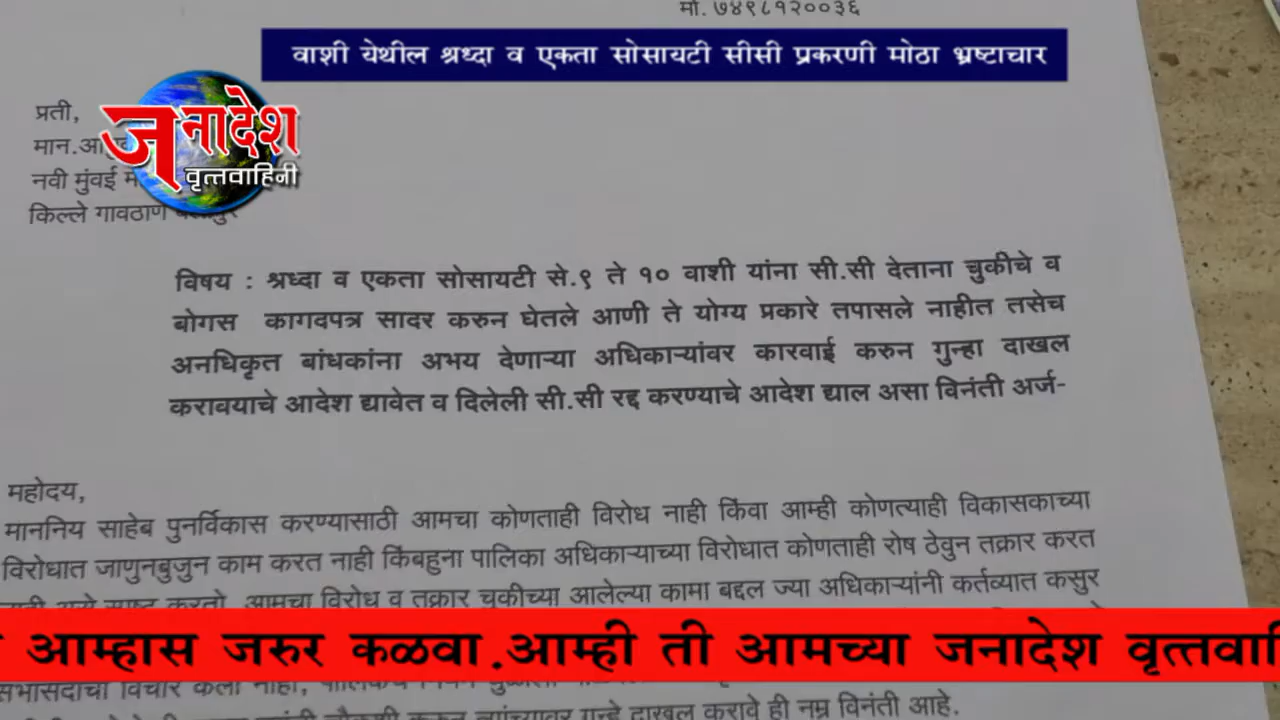 मो. ७४९८१२००३६
वाशी येथील श्रध्दा व एकता सोसायटी सीसी प्रकरणी मोठा भ्रष्टाचार
प्रती,
जनादेश
वृत्तवाहिनी
नवी मुंबई
किल्ले गावठाण
विषय : श्रध्दा व एकता सोसायटी से.९ ते १० वाशी यांना सी.सी देताना चुकीचे व
बोगस कागदपत्र सादर करुन घेतले आणी ते योग्य प्रकारे तपासले नाहीत तसेच
अनधिकृत बांधकांना अभय देणाऱ्या अधिकाऱ्यांवर कारवाई करुन गुन्हा दाखल
करावयाचे आदेश द्यावेत व दिलेली सी.सी रद्द करण्याचे आदेश द्याल असा विनंती अर्ज-
महोदय,
माननिय साहेब पुनर्विकास करण्यासाठी आमचा कोणताही विरोध नाही किंवा आम्ही कोणत्याही विकासकाच्या
विरोधात जाणुनबुजुन काम करत नाही किंबहुना पालिका अधिकाऱ्याच्या विरोधात कोणताही रोष ठेवुन तक्रार करत
करतो. आमचा विरोध व तक्रार चुकीच्या आलेल्या कामा बद्दल ज्या अधिकाऱ्यांनी कर्तव्यात कसुर
आम्हास जरुर कळवा.आम्ही ती आमच्या जनादेश वृत्तवाहि
सभासदांचा विचार केला नाही,
दाखल करावे ही नम्र विनंती आहे.